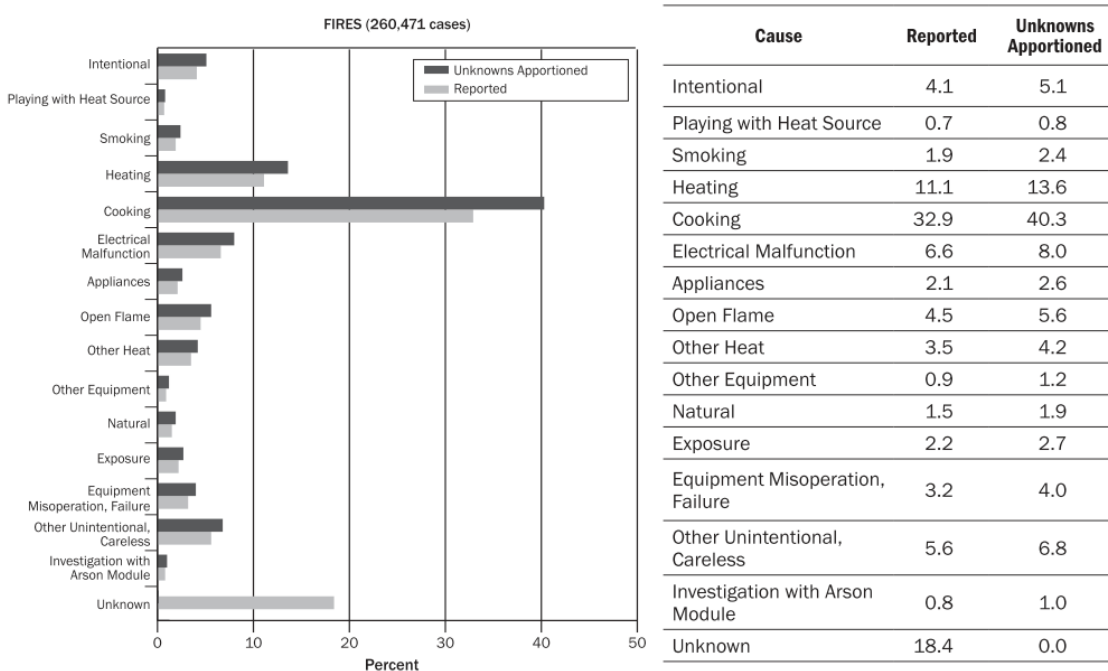 FIRES (260,471 cases)
Unknowns Apportioned
Reported
Intentional
Playing with Heat Source
Smoking
Heating
Cooking
Electrical
Malfunction
Appliances
Open Flame
Other Heat
Other Equipment
Natural
Exposure
Equipment
Misoperation, Failure
Other Unintentional,
Careless
Investigation with
Arson Module
Unknown
0 10 20 30 40 50
Percent
Cause Reported Unknowns
Apportioned
Intentional 4.1 5.1
Playing with Heat Source 0.7 0.8
Smoking 1.9 2.4
Heating 11.1 13.6
Cooking 32.9 40.3
Electrical Malfunction 6.6 8.0
Appliances 2.1 2.6
Open Flame 4.5 5.6
Other Heat 3.5 4.2
Other Equipment 0.9 1.2
Natural 1.5 1.9
Exposure 2.2 2.7
Equipment Misoperation,
Failure 3.2 4.0
Other Unintentional,
Careless 5.6 6.8
Investigation with Arson
Module 0.8 1.0
Unknown 18.4 0.0